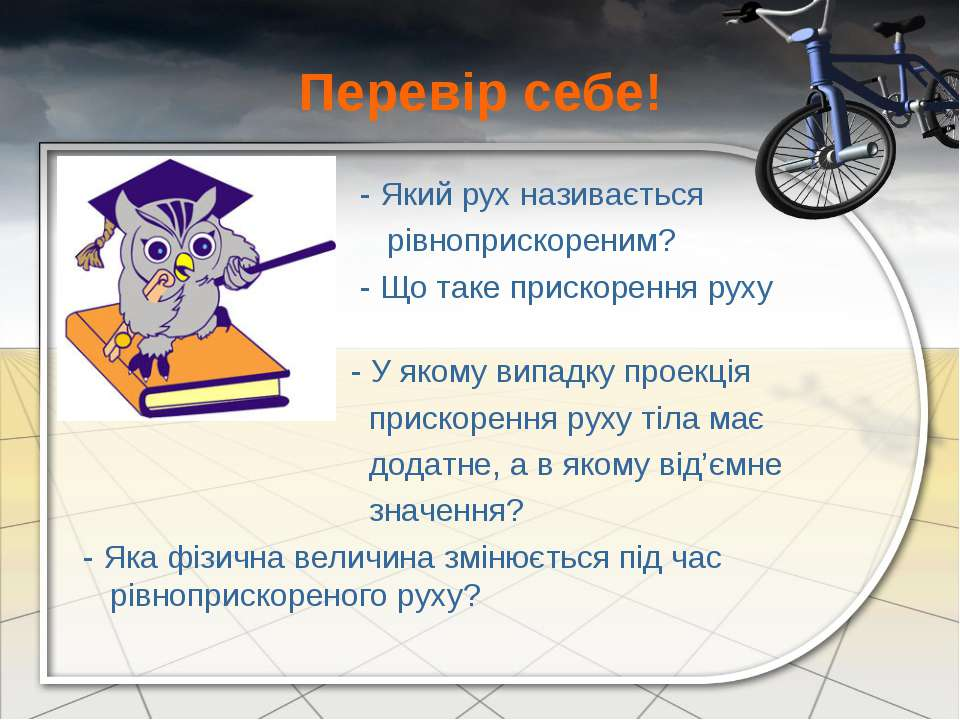 Перевір себе!
- Який рух називається
рівноприскореним?
- Що таке прискорення руху
- У якому випадку проекція
прискорення руху тіла має
додатне, а в якому від’ємне
значення?
- Яка фізична величина змінюється під час
рівноприскореного руху?